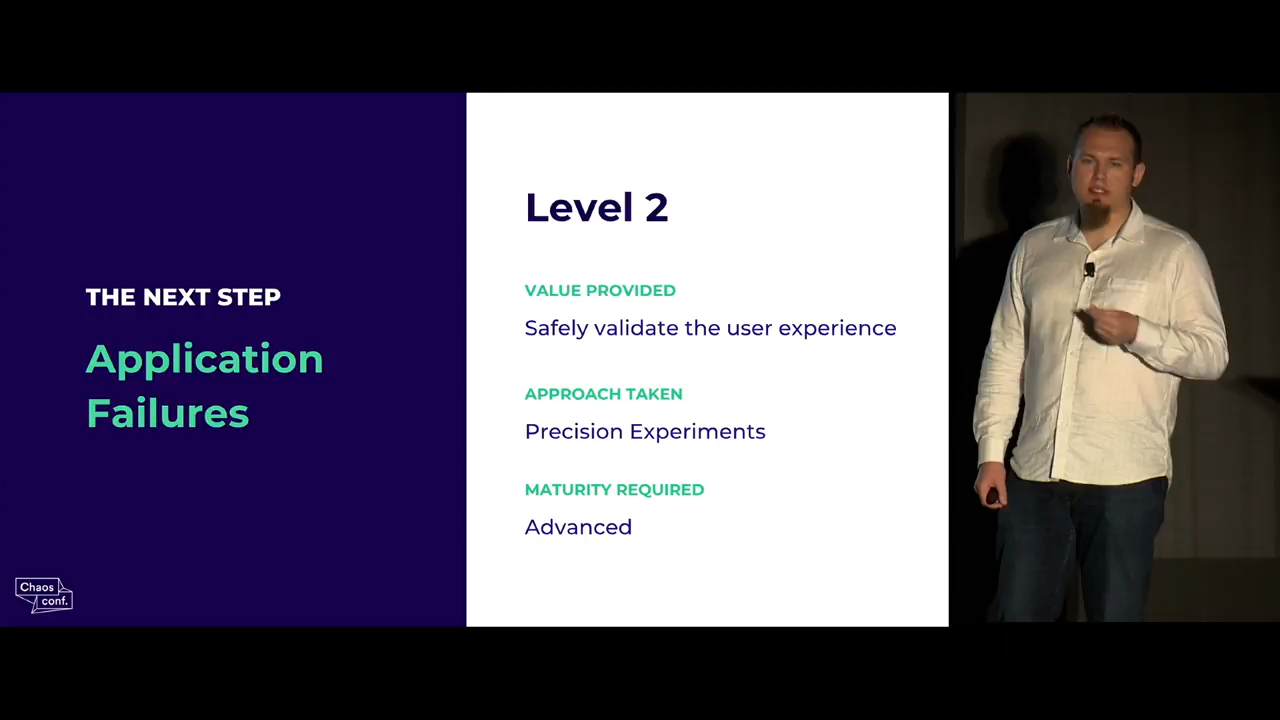 THE NEXT STEP
Application
Failures
Chaos
conf.
Level 2
VALUE PROVIDED
Safely validate the user experience
APPROACH TAKEN
Precision Experiments
MATURITY REQUIRED
Advanced